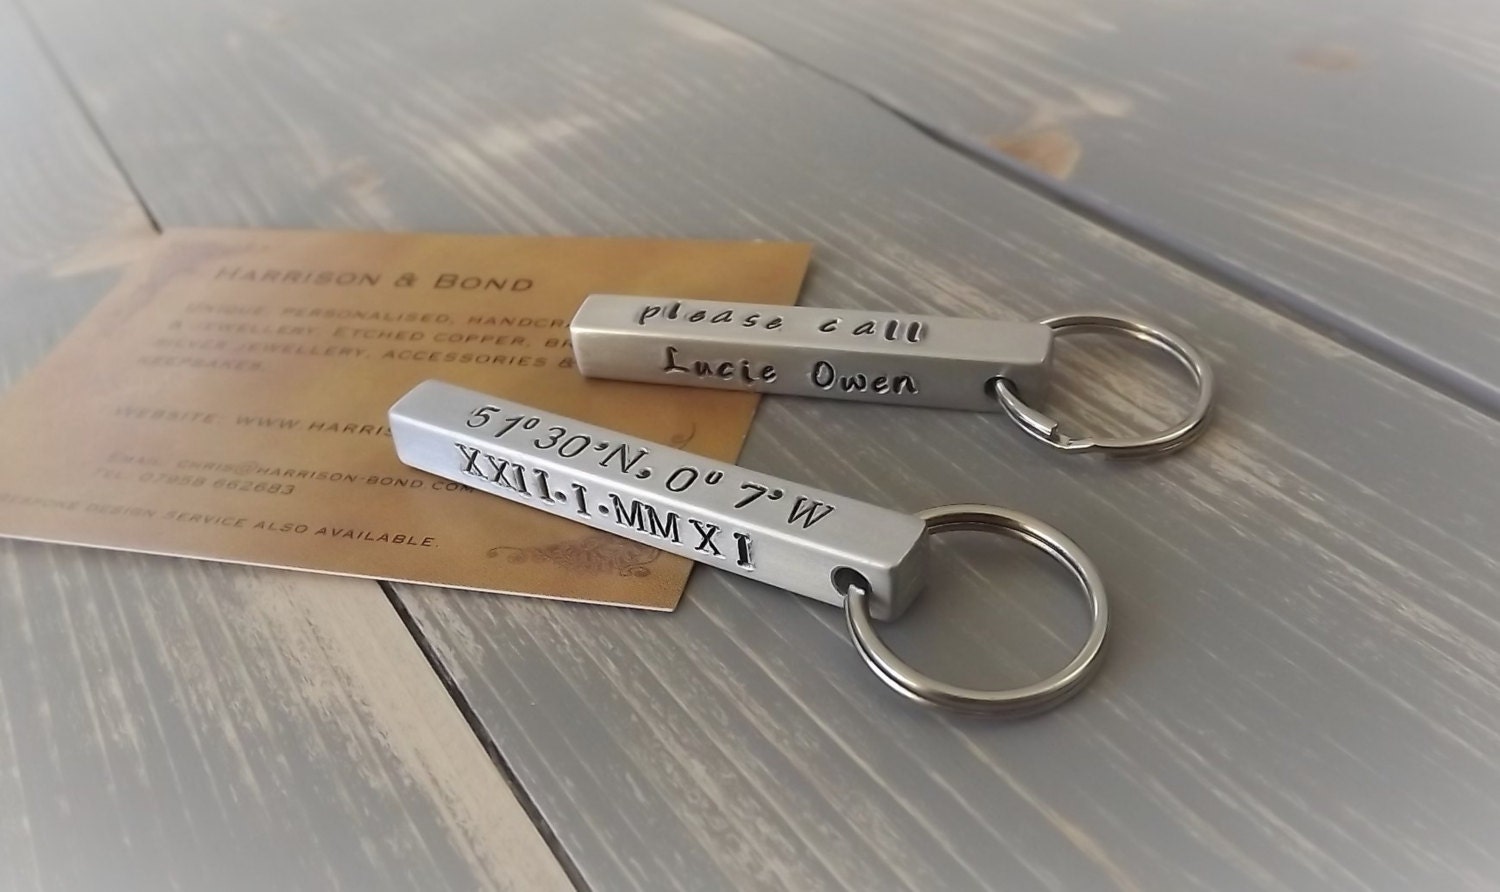 HARRISON & BOND
UNIQUE, PERSONALISED, HANDCR
& JEWELLERY. ETCHED COPPER, BR
JEWELLERY, ACCESSORIES &
KEEPSAKES.
WEBSITE: WWW.HARRIS
EMAIL: CHRIS@HARRISON-BOND.COM
TEL: 07958 662683
BESPOKE DESIGN SERVICE ALSO AVAILABLE.
please call
Lucie Owen
51°30'N, 0° 7'W
XXII·I·MMXI